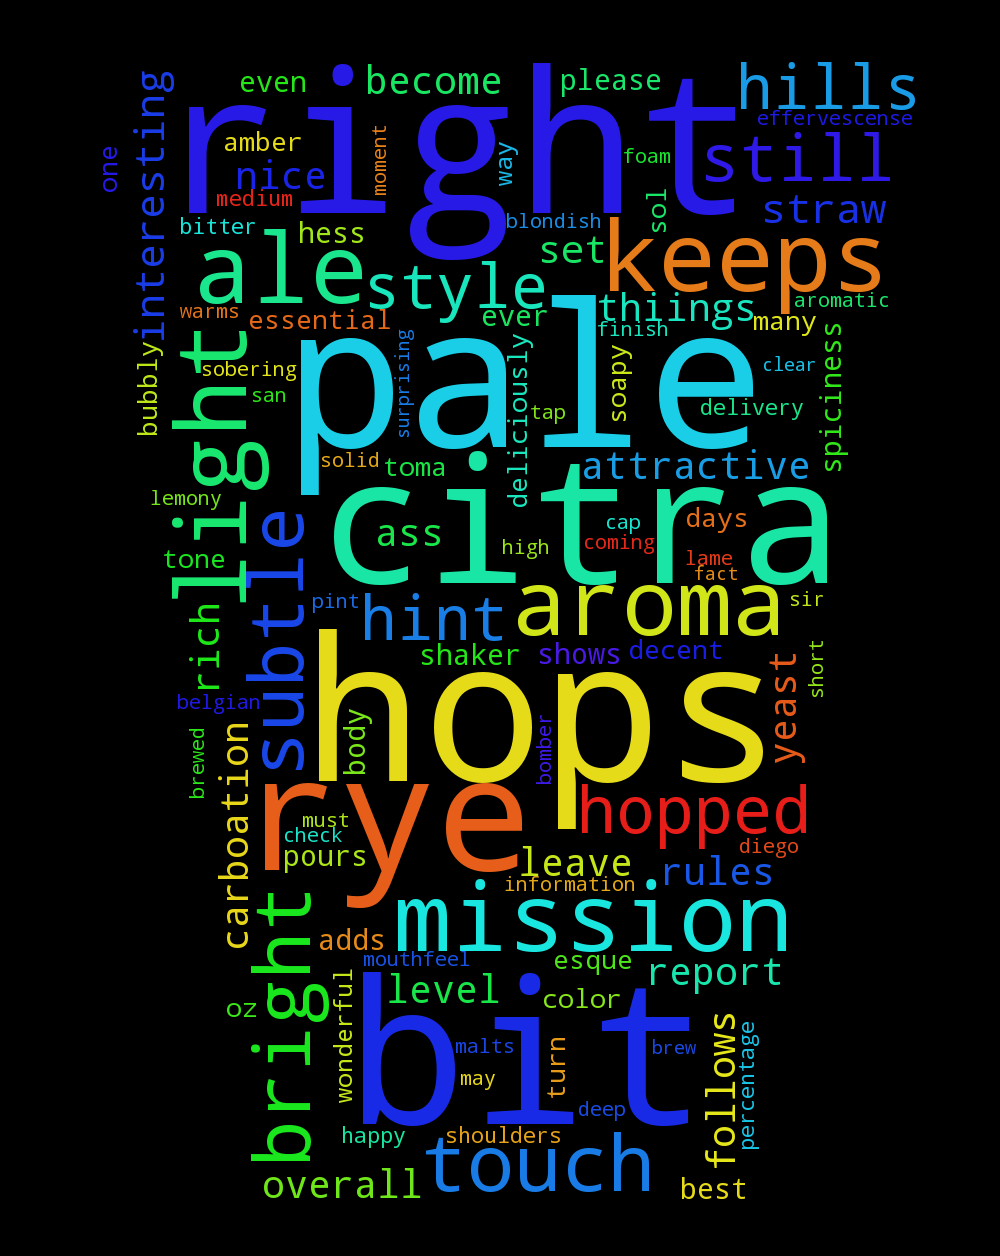 right
hills
become
please
even
effervescense
interesting
one
amber
moment
way
foam
still
nice
medium
sol
straw
bitter
hess
blondish
set
keeps
ale
style
thiings
aromatic
warms
essential
ever
finish
many
light
pale
surprising
bubbly
sobering
deliciously
soapy
clear
spiciness
san
tap
delivery
solid
toma
attractive
citra
lemony
subtle
ass
cap
days
high
coming
lame
tone
fact
aroma
rich
pint
hint
sir
hops
shaker
shows
decent
yeast
short
belgian
body
bomber
carboation
brewed
rye
hopped
must
check
pours
leave
diego
rules
information
mission
bright
adds
mouthfeel
esque
report
level
color
oz
wonderful
bit
malts
turn
brew
follows
percentage
may
deep
happy
shoulders
touch
overall
best